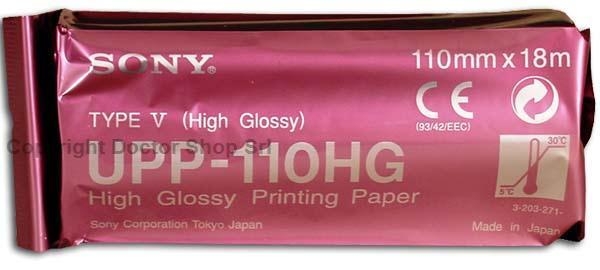 SONY®
110mm x 18m
TYPE V (High Glossy)
CE
(93/42/EEC)
Copyright Doctor Shop Srl
UPP-110HG
30°C
5°C
High Glossy Printing Paper
3-203-271-
Sony Corporation Tokyo Japan
Made in Japan